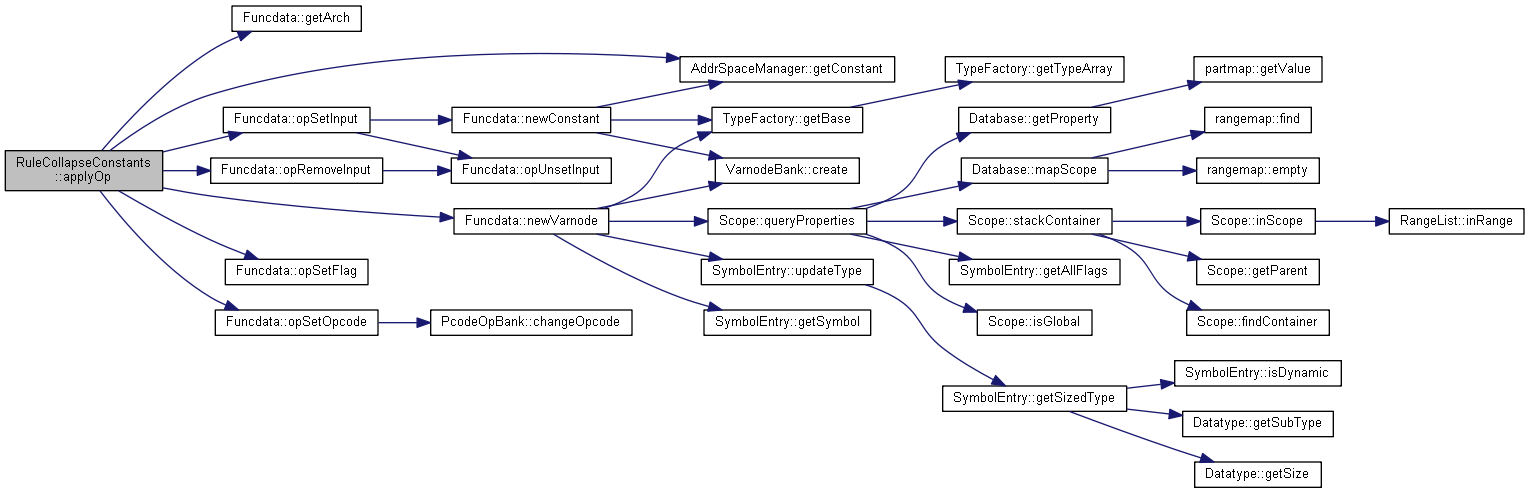 RuleCollapseConstants
::applyOp
Funcdata::getArch
AddrSpaceManager::getConstant
Funcdata::opSetInput
Funcdata::newConstant
TypeFactory::getBase
TypeFactory::getTypeArray
Funcdata::opRemoveInput
Funcdata::opUnsetInput
VarnodeBank::create
Funcdata::newVarnode
Scope::queryProperties
Database::getProperty
partmap::getValue
Database::mapScope
rangemap::find
rangemap::empty
Scope::stackContainer
Scope::inScope
RangeList::inRange
Scope::getParent
Scope::findContainer
SymbolEntry::getAllFlags
Scope::isGlobal
SymbolEntry::updateType
SymbolEntry::getSymbol
SymbolEntry::getSizedType
SymbolEntry::isDynamic
Datatype::getSubType
Datatype::getSize
Funcdata::opSetFlag
Funcdata::opSetOpcode
PcodeOpBank::changeOpcode